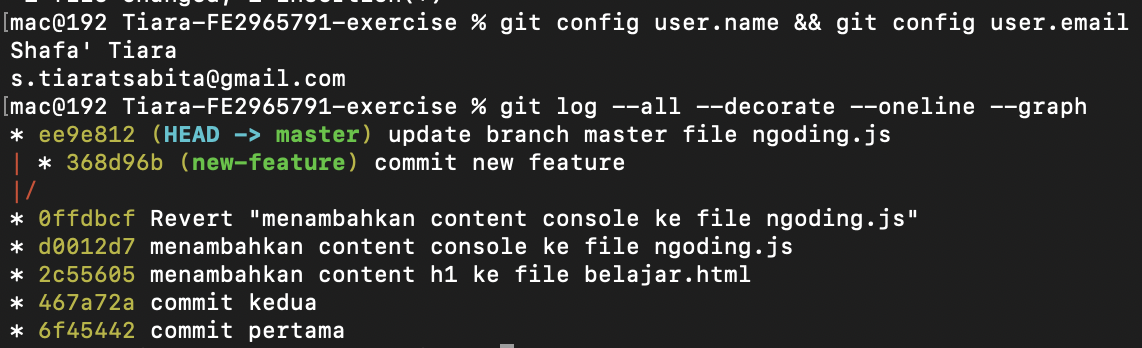 mac@192 Tiara-FE2965791-exercise % git config user.name && git config user.email
Shafa' Tiara
s.tiaratsabita@gmail.com
mac@192 Tiara-FE2965791-exercise % git log --all --decorate --oneline --graph
* ee9e812 (HEAD -> master) update branch master file ngoding.js
| * 368d96b (new-feature) commit new feature
|/
* 0ffdbcf Revert "menambahkan content console ke file ngoding.js"
* d0012d7 menambahkan content console ke file ngoding.js
* 2c55605 menambahkan content h1 ke file belajar.html
* 467a72a commit kedua
* 6f45442 commit pertama